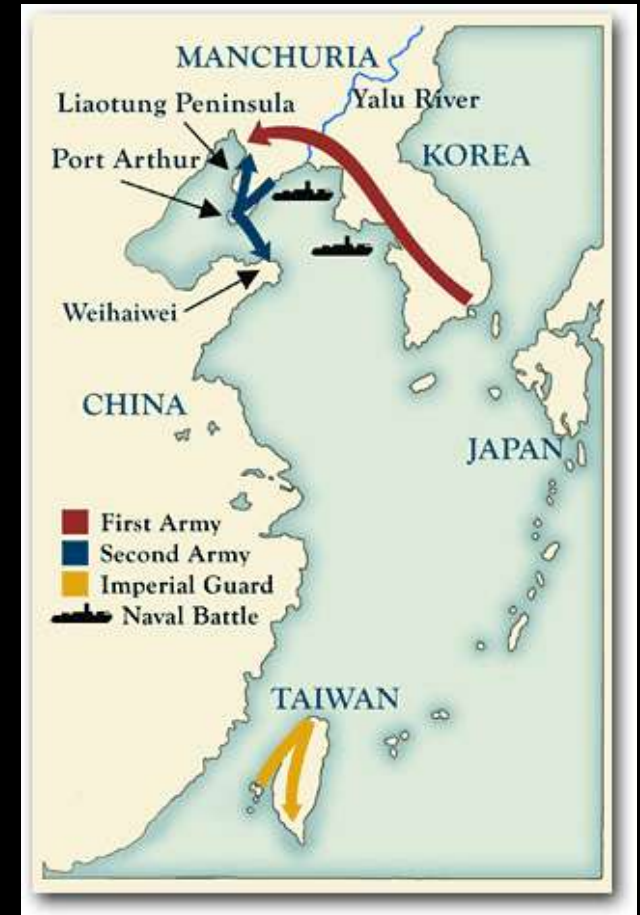 MANCHURIA
Liaotung Peninsula
Yalu River
Port Arthur
KOREA
Weihaiwei
CHINA
JAPAN
First Army
Second Army
Imperial Guard
Naval Battle
TAIWAN